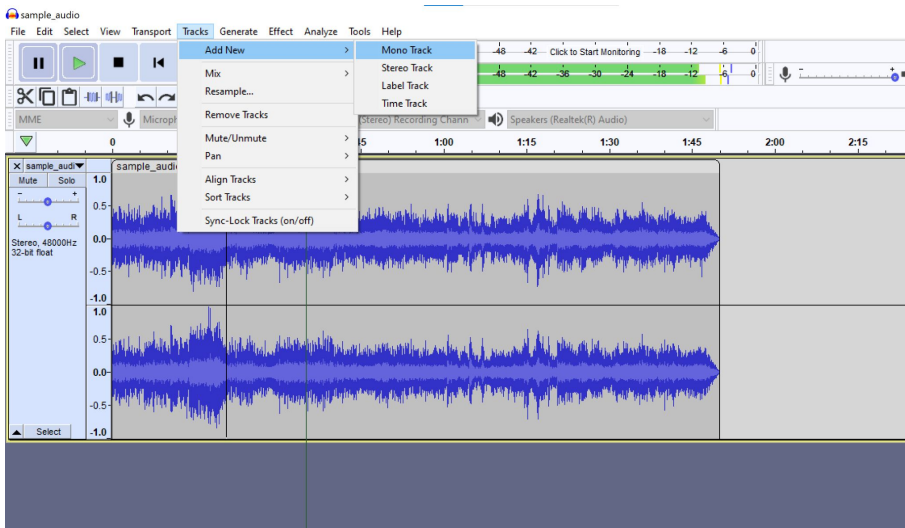 sample_audio
File Edit Select View Transport Tracks Generate Effect Analyze Tools Help
Add New
Mix
Resample...
Remove Tracks
Mute/Unmute
Pan
Align Tracks
Sort Tracks
Sync-Lock Tracks (on/off)
Mono Track
Stereo Track
Label Track
Time Track
-48 -42 Click to Start Monitoring -18 -12 -6 0
-48 -42 -36 -30 -24 -18 -12 -6 0
MME
(Stereo) Recording Chann
Speakers (Realtek(R) Audio)
0 1:00 1:15 1:30 1:45 2:00 2:15
sample_audi
sample_audi
Mute Solo
- +
L R
Stereo, 48000Hz
32-bit float
Select
1.0
0.5
0.0
-0.5
-1.0
1.0
0.5
0.0
-0.5
-1.0